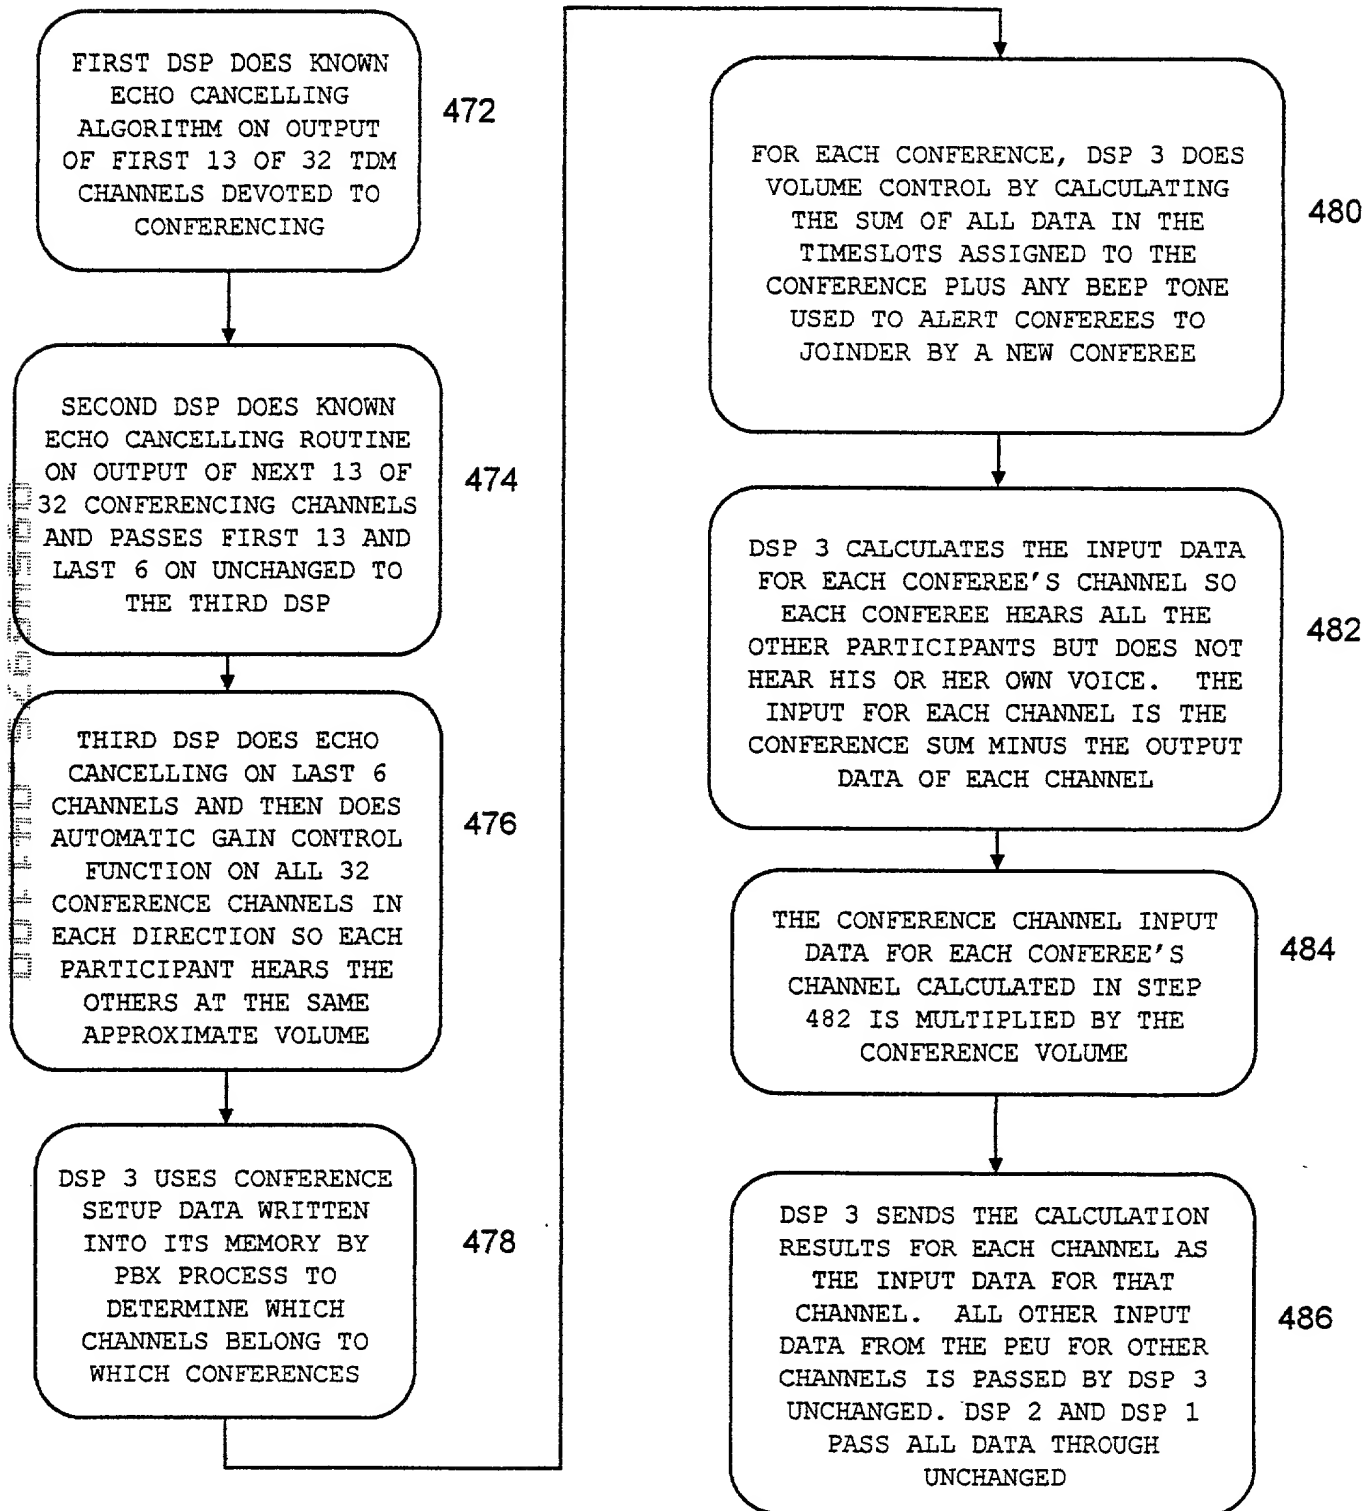 FIRST DSP DOES KNOWN
ECHO CANCELLING
ALGORITHM ON OUTPUT
OF FIRST 13 OF 32 TDM
CHANNELS DEVOTED TO
CONFERENCING
472
SECOND DSP DOES KNOWN
ECHO CANCELLING ROUTINE
ON OUTPUT OF NEXT 13 OF
32 CONFERENCING CHANNELS
AND PASSES FIRST 13 AND
LAST 6 ON UNCHANGED TO
THE THIRD DSP
474
THIRD DSP DOES ECHO
CANCELLING ON LAST 6
CHANNELS AND THEN DOES
AUTOMATIC GAIN CONTROL
FUNCTION ON ALL 32
CONFERENCE CHANNELS IN
EACH DIRECTION SO EACH
PARTICIPANT HEARS THE
OTHERS AT THE SAME
APPROXIMATE VOLUME
476
DSP 3 USES CONFERENCE
SETUP DATA WRITTEN
INTO ITS MEMORY BY
PBX PROCESS TO
DETERMINE WHICH
CHANNELS BELONG TO
WHICH CONFERENCES
478
FOR EACH CONFERENCE, DSP 3 DOES
VOLUME CONTROL BY CALCULATING
THE SUM OF ALL DATA IN THE
TIMESLOTS ASSIGNED TO THE
CONFERENCE PLUS ANY BEEP TONE
USED TO ALERT CONFEREES TO
JOINDER BY A NEW CONFEREE
480
DSP 3 CALCULATES THE INPUT DATA
FOR EACH CONFEREE'S CHANNEL SO
EACH CONFEREE HEARS ALL THE
OTHER PARTICIPANTS BUT DOES NOT
HEAR HIS OR HER OWN VOICE. THE
INPUT FOR EACH CHANNEL IS THE
CONFERENCE SUM MINUS THE OUTPUT
DATA OF EACH CHANNEL
482
THE CONFERENCE CHANNEL INPUT
DATA FOR EACH CONFEREE'S
CHANNEL CALCULATED IN STEP
482 IS MULTIPLIED BY THE
CONFERENCE VOLUME
484
DSP 3 SENDS THE CALCULATION
RESULTS FOR EACH CHANNEL AS
THE INPUT DATA FOR THAT
CHANNEL. ALL OTHER INPUT
DATA FROM THE PEU FOR OTHER
CHANNELS IS PASSED BY DSP 3
UNCHANGED. DSP 2 AND DSP 1
PASS ALL DATA THROUGH
UNCHANGED
486